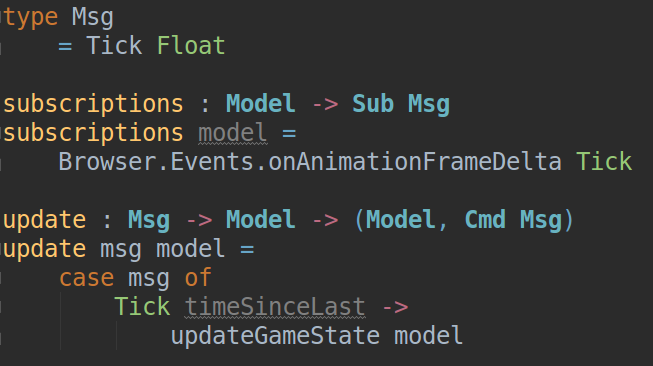 type Msg
    = Tick Float

subscriptions : Model -> Sub Msg
subscriptions model =
    Browser.Events.onAnimationFrameDelta Tick

update : Msg -> Model -> (Model, Cmd Msg)
update msg model =
    case msg of
        Tick timeSinceLast ->
            updateGameState model